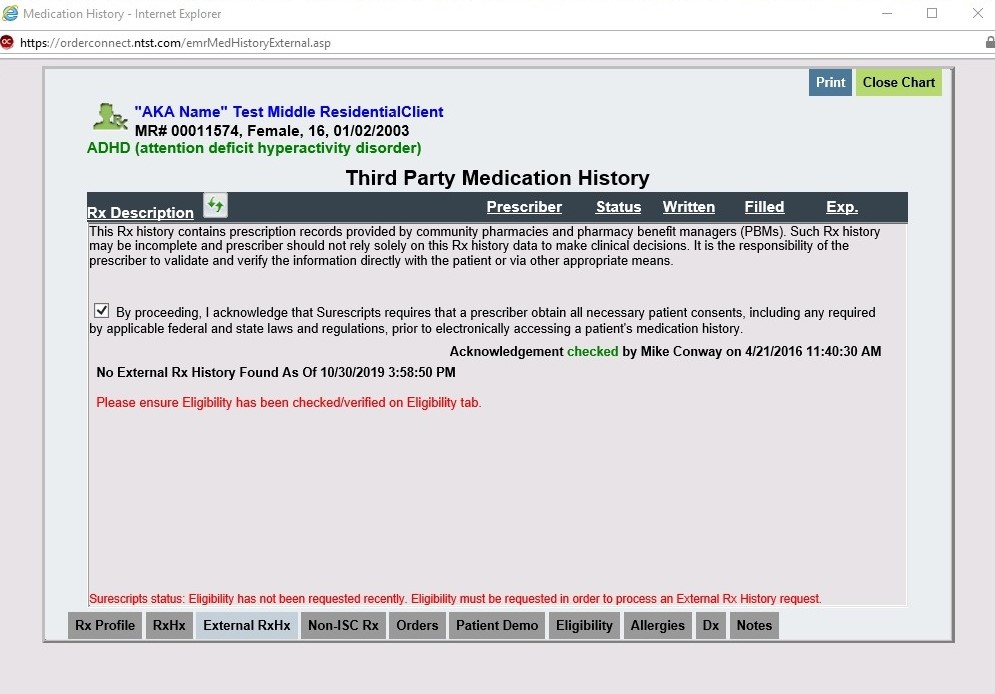 Medication History - Internet Explorer
https://orderconnect.ntst.com/emrMedHistoryExternal.asp
Print Close Chart
"AKA Name" Test Middle ResidentialClient
MR# 00011574, Female, 16, 01/02/2003
ADHD (attention deficit hyperactivity disorder)
Third Party Medication History
Rx Description Prescriber Status Written Filled Exp.
This Rx history contains prescription records provided by community pharmacies and pharmacy benefit managers (PBMs). Such Rx history
may be incomplete and prescriber should not rely solely on this Rx history data to make clinical decisions. It is the responsibility of the
prescriber to validate and verify the information directly with the patient or via other appropriate means.
By proceeding, I acknowledge that Surescripts requires that a prescriber obtain all necessary patient consents, including any required
by applicable federal and state laws and regulations, prior to electronically accessing a patient's medication history.
Acknowledgement checked by Mike Conway on 4/21/2016 11:40:30 AM
No External Rx History Found As Of 10/30/2019 3:58:50 PM
Please ensure Eligibility has been checked/verified on Eligibility tab.
Surescripts status: Eligibility has not been requested recently. Eligibility must be requested in order to process an External Rx History request.
Rx Profile RxHx External RxHx Non-ISC Rx Orders Patient Demo Eligibility Allergies Dx Notes